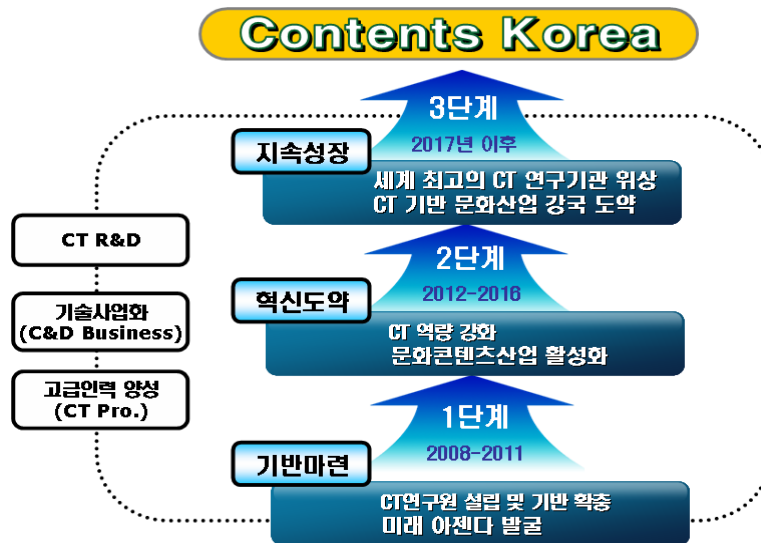 Contents Korea
3단계
2017년 이후
지속성장
세계 최고의 CT 연구기관 위상
CT 기반 문화산업 강국 도약
2단계
2012-2016
혁신도약
CT 역량 강화
문화콘텐츠산업 활성화
1단계
2008-2011
기반마련
CT연구원 설립 및 기반 확충
미래 아젠다 발굴
CT R&D
기술사업화
(C&D Business)
고급인력 양성
(CT Pro.)